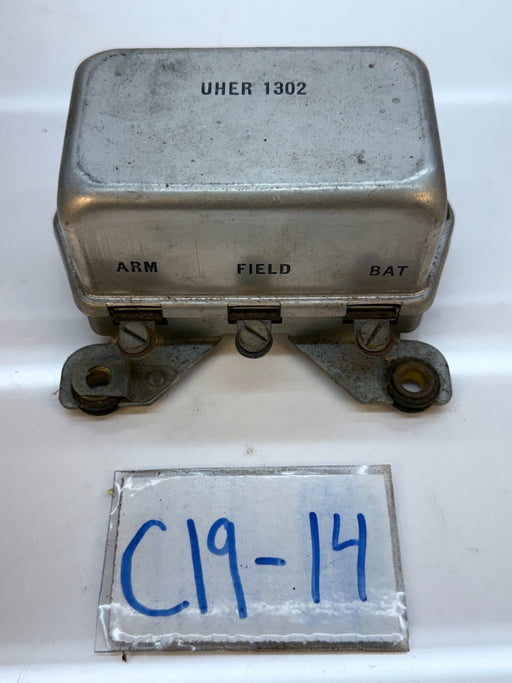 UHER 1302
ARM FIELD BAT
C19-14